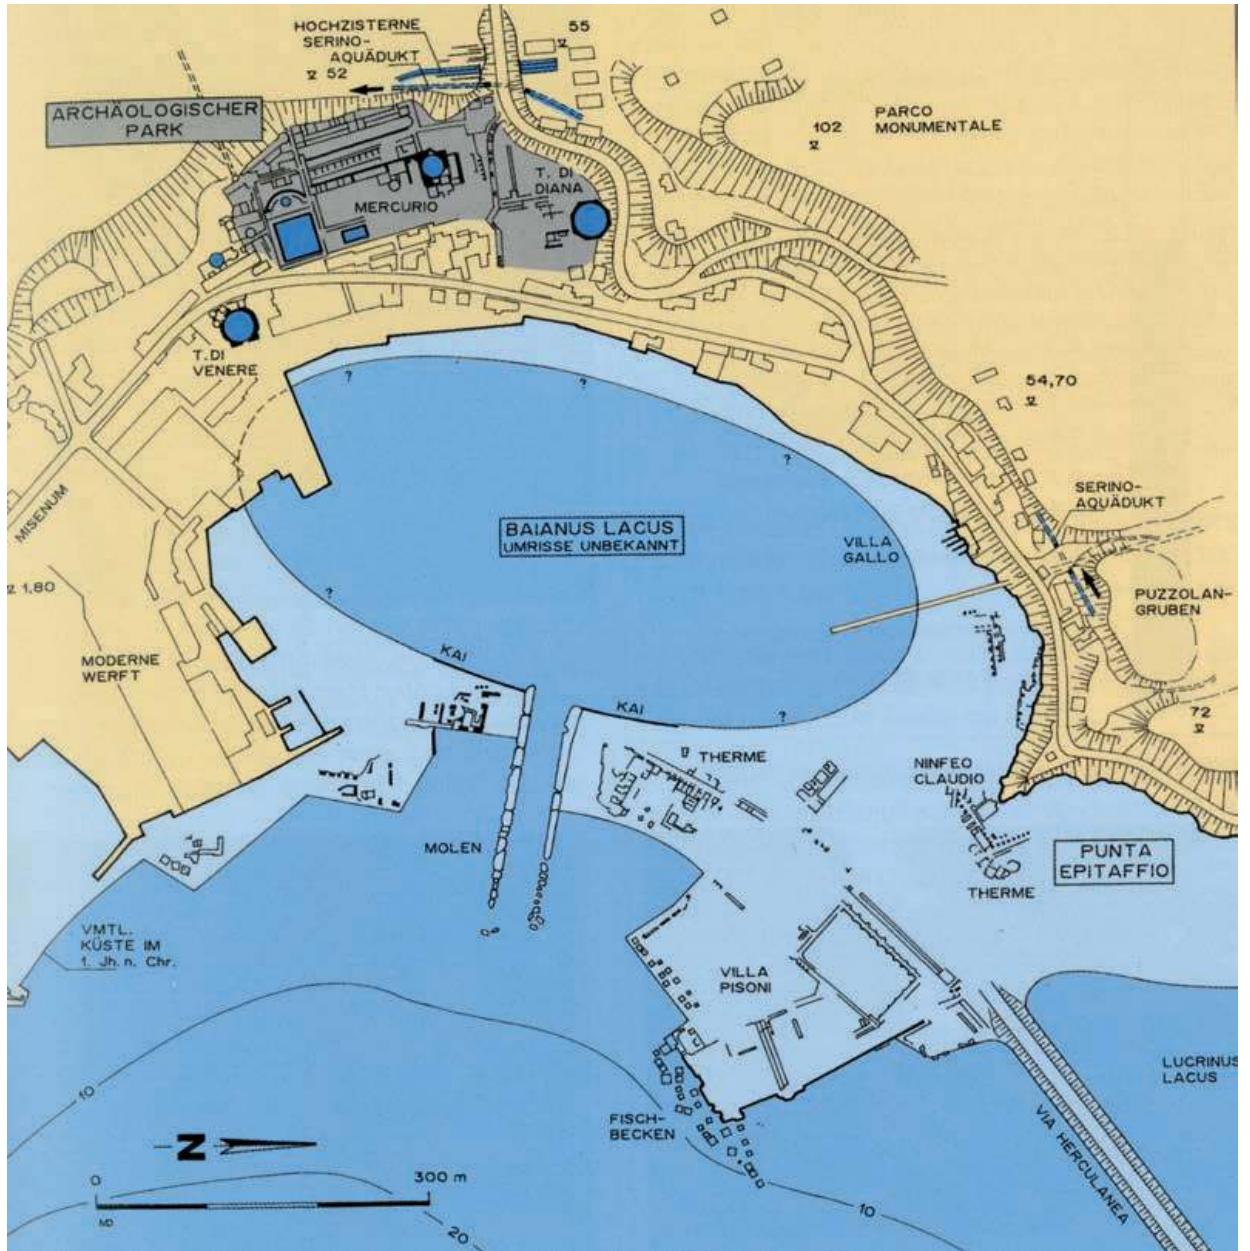 HOCHZISTERNE
SERINO-
AQUÄDUKT
52
55
ARCHÄOLOGISCHER
PARK
102
PARCO
MONUMENTALE
T. DI
DIANA
MERCURIO
T. DI
VENERE
?
?
?
54,70
SERINO-
AQUÄDUKT
MISENUM
BAIANUS LACUS
UMRISSE UNBEKANNT
VILLA
GALLO
1,80
?
PUZZOLAN-
GRUBEN
KAI
MODERNE
WERFT
KAI
?
72
THERME
NINFEO
CLAUDIO
MOLEN
PUNTA
EPITAFFIO
THERME
VMTL.
KÜSTE IM
1. Jh. n. Chr.
VILLA
PISONI
LUCRINUS
LACUS
10
FISCH-
BECKEN
VIA HERCULANEA
N
0 300 m
10
MD
20